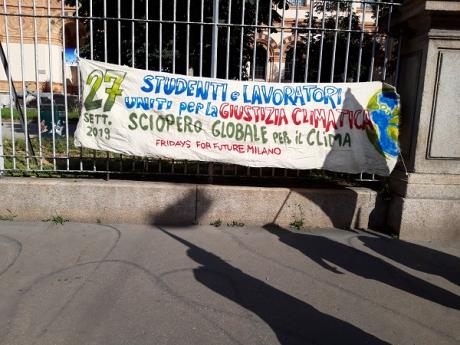 27 SETT. 2019
STUDENTI e LAVORATORI
UNITI PER LA GIUSTIZIA CLIMATICA
SCIOPERO GLOBALE PER IL CLIMA
FRIDAYS FOR FUTURE MILANO